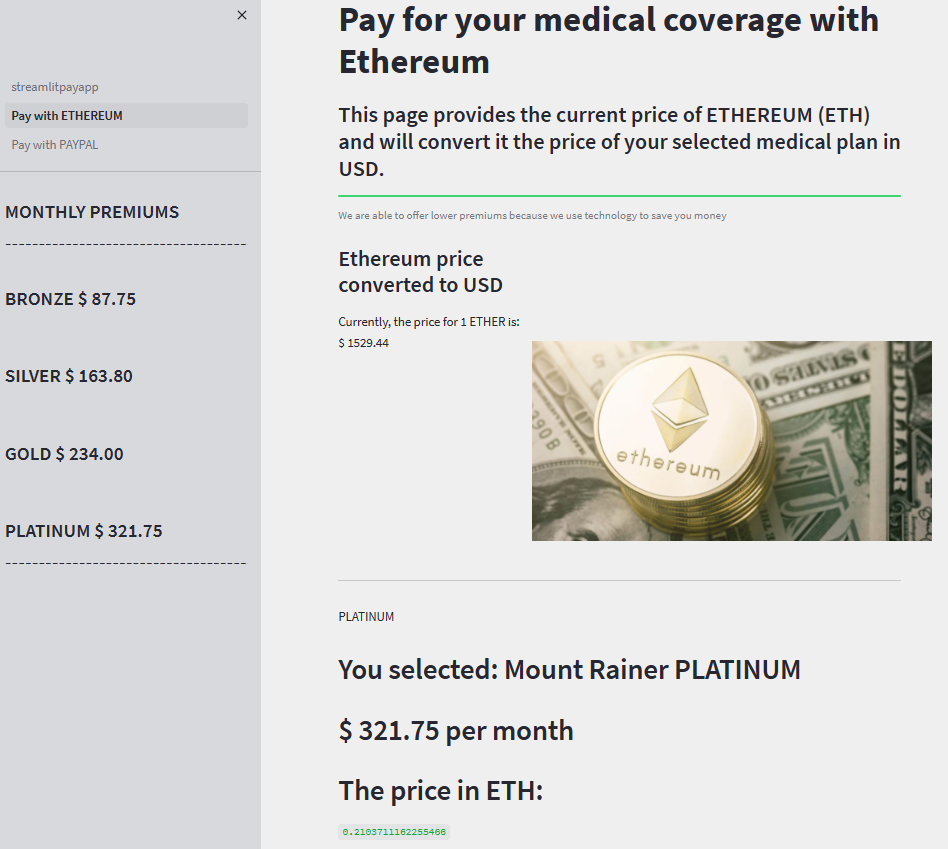 streamlitpayapp
Pay with ETHEREUM
Pay with PAYPAL
MONTHLY PREMIUMS
------------------------------------
BRONZE $ 87.75
SILVER $ 163.80
GOLD $ 234.00
PLATINUM $ 321.75
------------------------------------
Pay for your medical coverage with
Ethereum
This page provides the current price of ETHEREUM (ETH)
and will convert it the price of your selected medical plan in
USD.
We are able to offer lower premiums because we use technology to save you money
Ethereum price
converted to USD
Currently, the price for 1 ETHER is:
$ 1529.44
ethereum
PLATINUM
You selected: Mount Rainer PLATINUM
$ 321.75 per month
The price in ETH:
0.2103711162255466